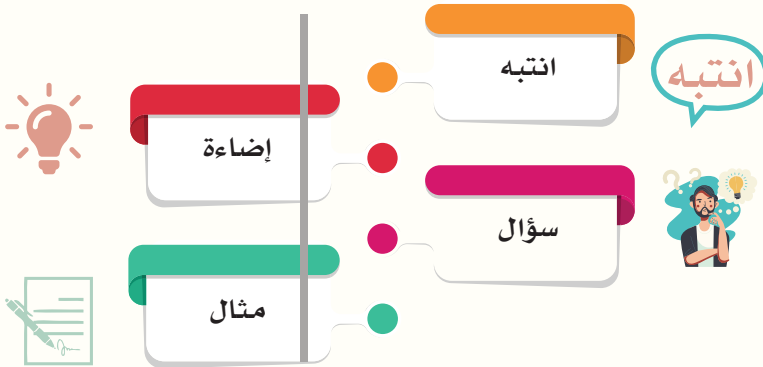 انتبه
انتبه
إضاءة
سؤال
مثال